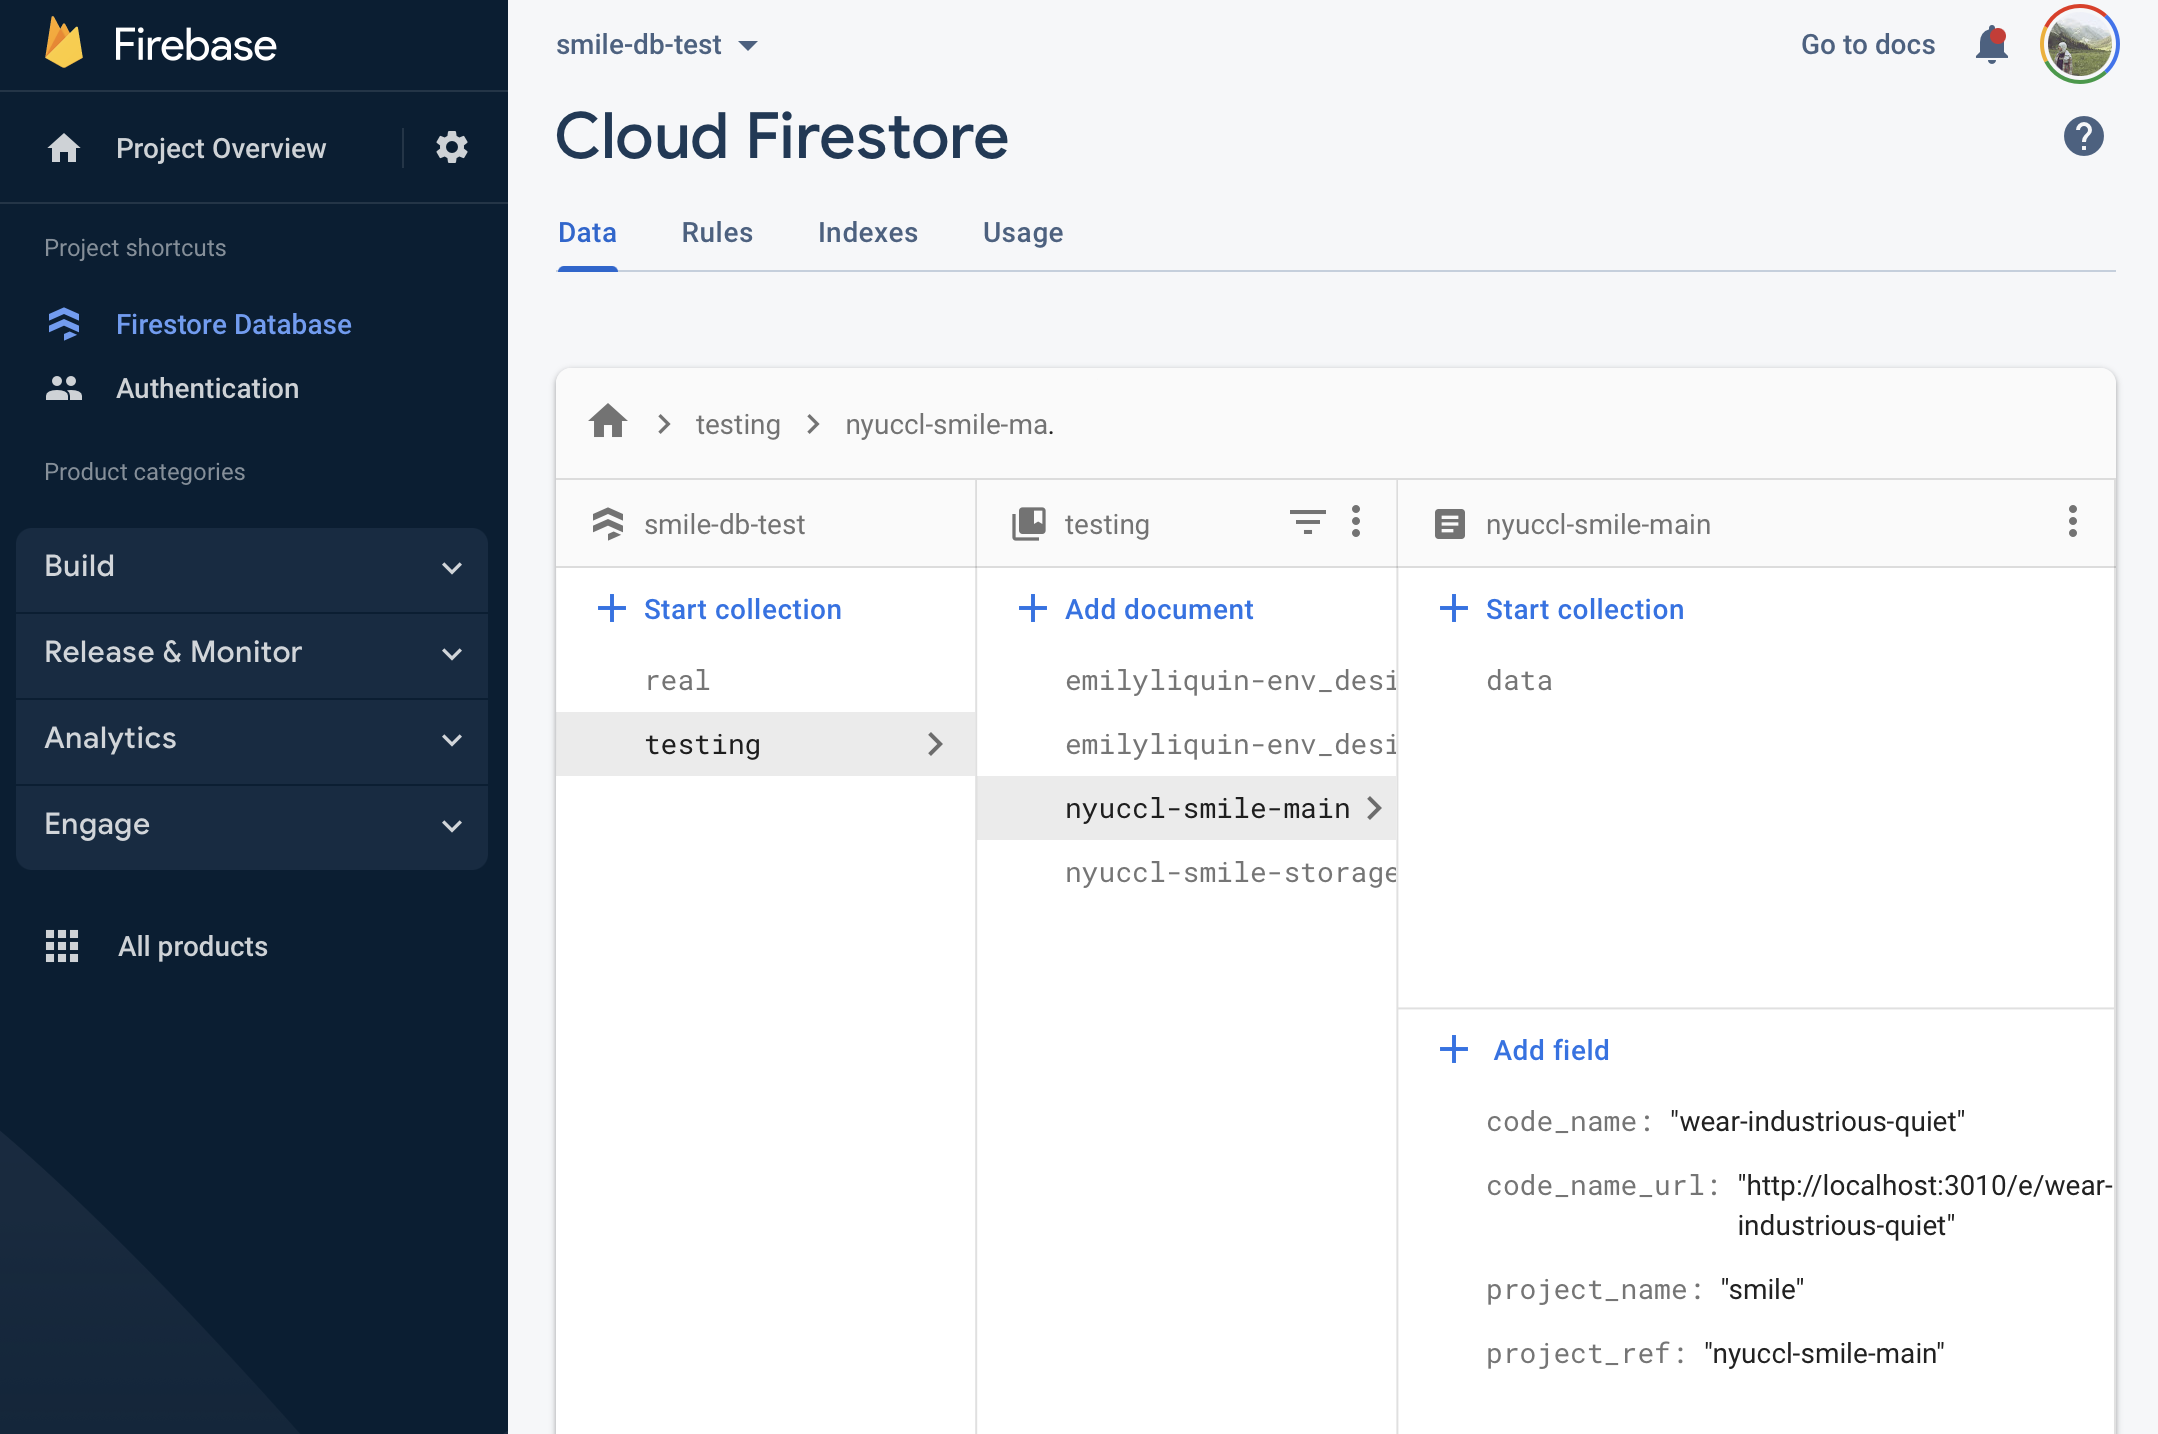 Firebase
Project Overview
Project shortcuts
Firestore Database
Authentication
Product categories
Build
Release & Monitor
Analytics
Engage
All products
smile-db-test
Go to docs
Cloud Firestore
Data
Rules
Indexes
Usage
testing
nyuccl-smile-ma.
smile-db-test
Start collection
real
testing
testing
Add document
emilyliquin-env_desi
emilyliquin-env_desi
nyuccl-smile-main
nyuccl-smile-storage
nyuccl-smile-main
Start collection
data
Add field
code_name: "wear-industrious-quiet"
code_name_url: "http://localhost:3010/e/wear-
industrious-quiet"
project_name: "smile"
project_ref: "nyuccl-smile-main"